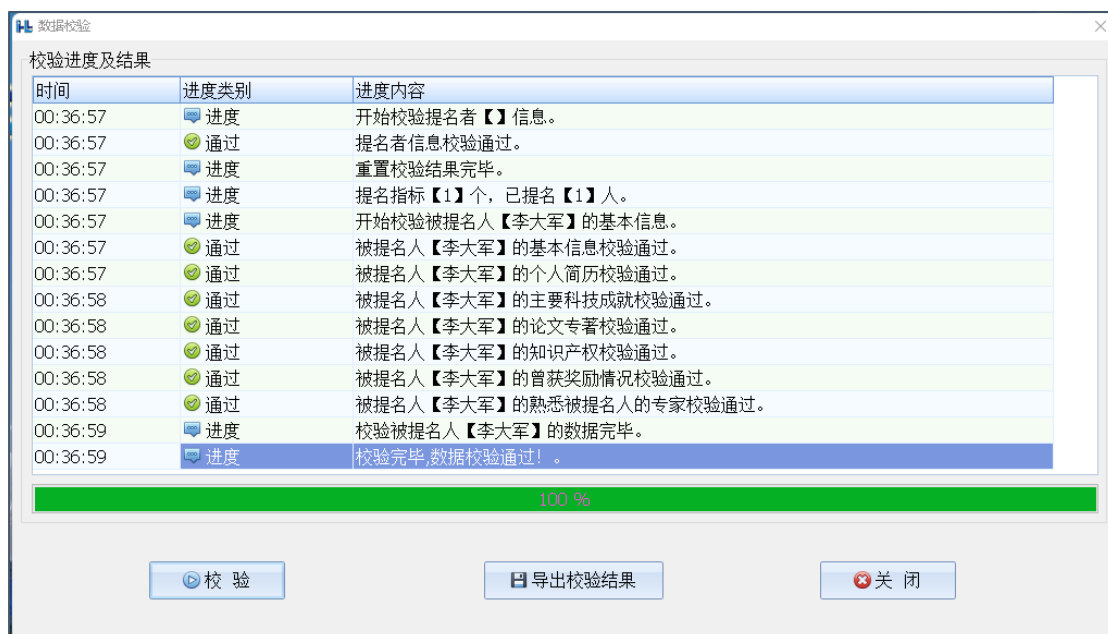 数据校验
校验进度及结果
时间 进度类别 进度内容
00:36:57 进度 开始校验提名者【】信息。
00:36:57 通过 提名者信息校验通过。
00:36:57 进度 重置校验结果完毕。
00:36:57 进度 提名指标【1】个，已提名【1】人。
00:36:57 进度 开始校验被提名人【李大军】的基本信息。
00:36:57 通过 被提名人【李大军】的基本信息校验通过。
00:36:57 通过 被提名人【李大军】的个人简历校验通过。
00:36:58 通过 被提名人【李大军】的主要科技成就校验通过。
00:36:58 通过 被提名人【李大军】的论文专著校验通过。
00:36:58 通过 被提名人【李大军】的知识产权校验通过。
00:36:58 通过 被提名人【李大军】的曾获奖励情况校验通过。
00:36:58 通过 被提名人【李大军】的熟悉被提名人的专家校验通过。
00:36:59 进度 校验被提名人【李大军】的数据完毕。
00:36:59 进度 校验完毕,数据校验通过！。
100 %
校 验 导出校验结果 关 闭